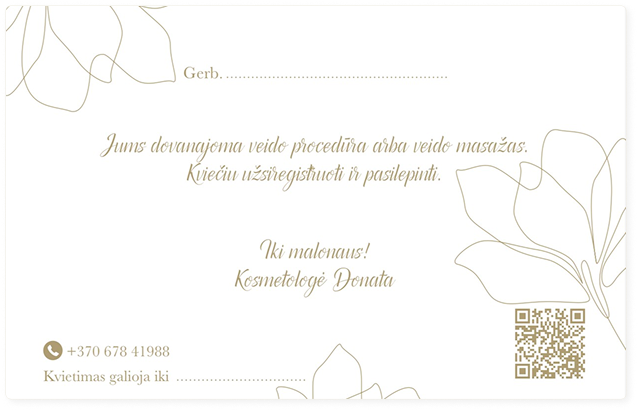 Gerb. ......................................................
Jums dovanojama veido procedūra arba veido masažas.
Kviečiu užsiregistruoti ir pasilepinti.
Iki malonaus!
Kosmetologė Donata
+370 678 41988
Kvietimas galioja iki ................................